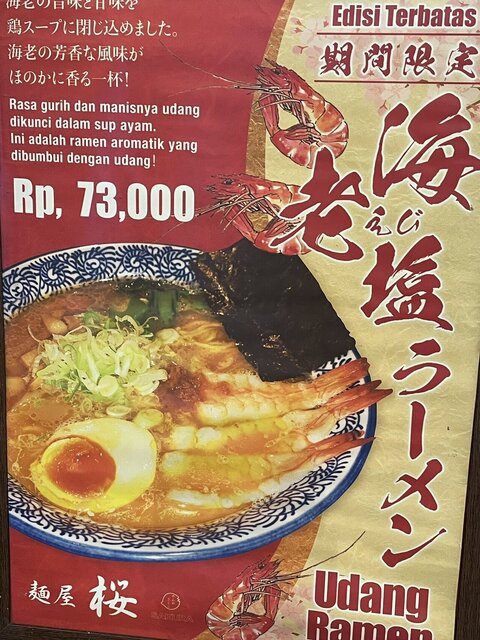 海老の旨味と甘味を
鶏スープに閉じ込めました。
海老の芳香な風味が
ほのかに香る一杯!
Rasa gurih dan manisnya udang
dikunci dalam sup ayam.
Ini adalah ramen aromatik yang
dibumbui dengan udang!
Rp, 73,000
Edisi Terbatas
期間限定
海老
えび
塩ラーメン
麺屋 桜
SAKURA
Udang
Ramen